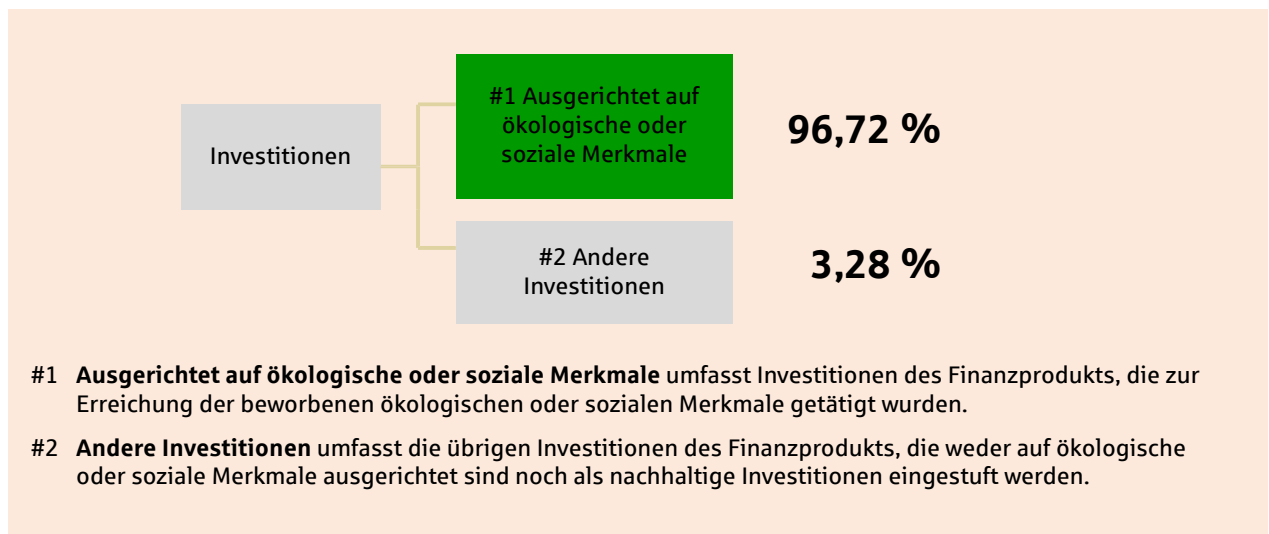 #1 Ausgerichtet auf
ökologische oder
soziale Merkmale
96,72 %
Investitionen
#2 Andere
Investitionen
3,28 %
#1 Ausgerichtet auf ökologische oder soziale Merkmale umfasst Investitionen des Finanzprodukts, die zur
Erreichung der beworbenen ökologischen oder sozialen Merkmale getätigt wurden.
#2 Andere Investitionen umfasst die übrigen Investitionen des Finanzprodukts, die weder auf ökologische
oder soziale Merkmale ausgerichtet sind noch als nachhaltige Investitionen eingestuft werden.